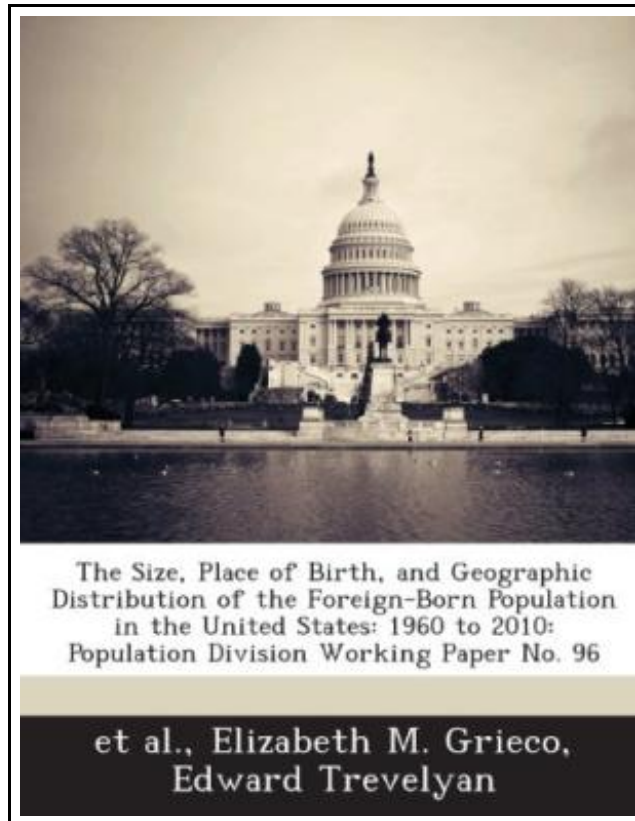 The Size, Place of Birth, and Geographic
Distribution of the Foreign-Born Population
in the United States: 1960 to 2010:
Population Division Working Paper No. 96
et al., Elizabeth M. Grieco,
Edward Trevelyan